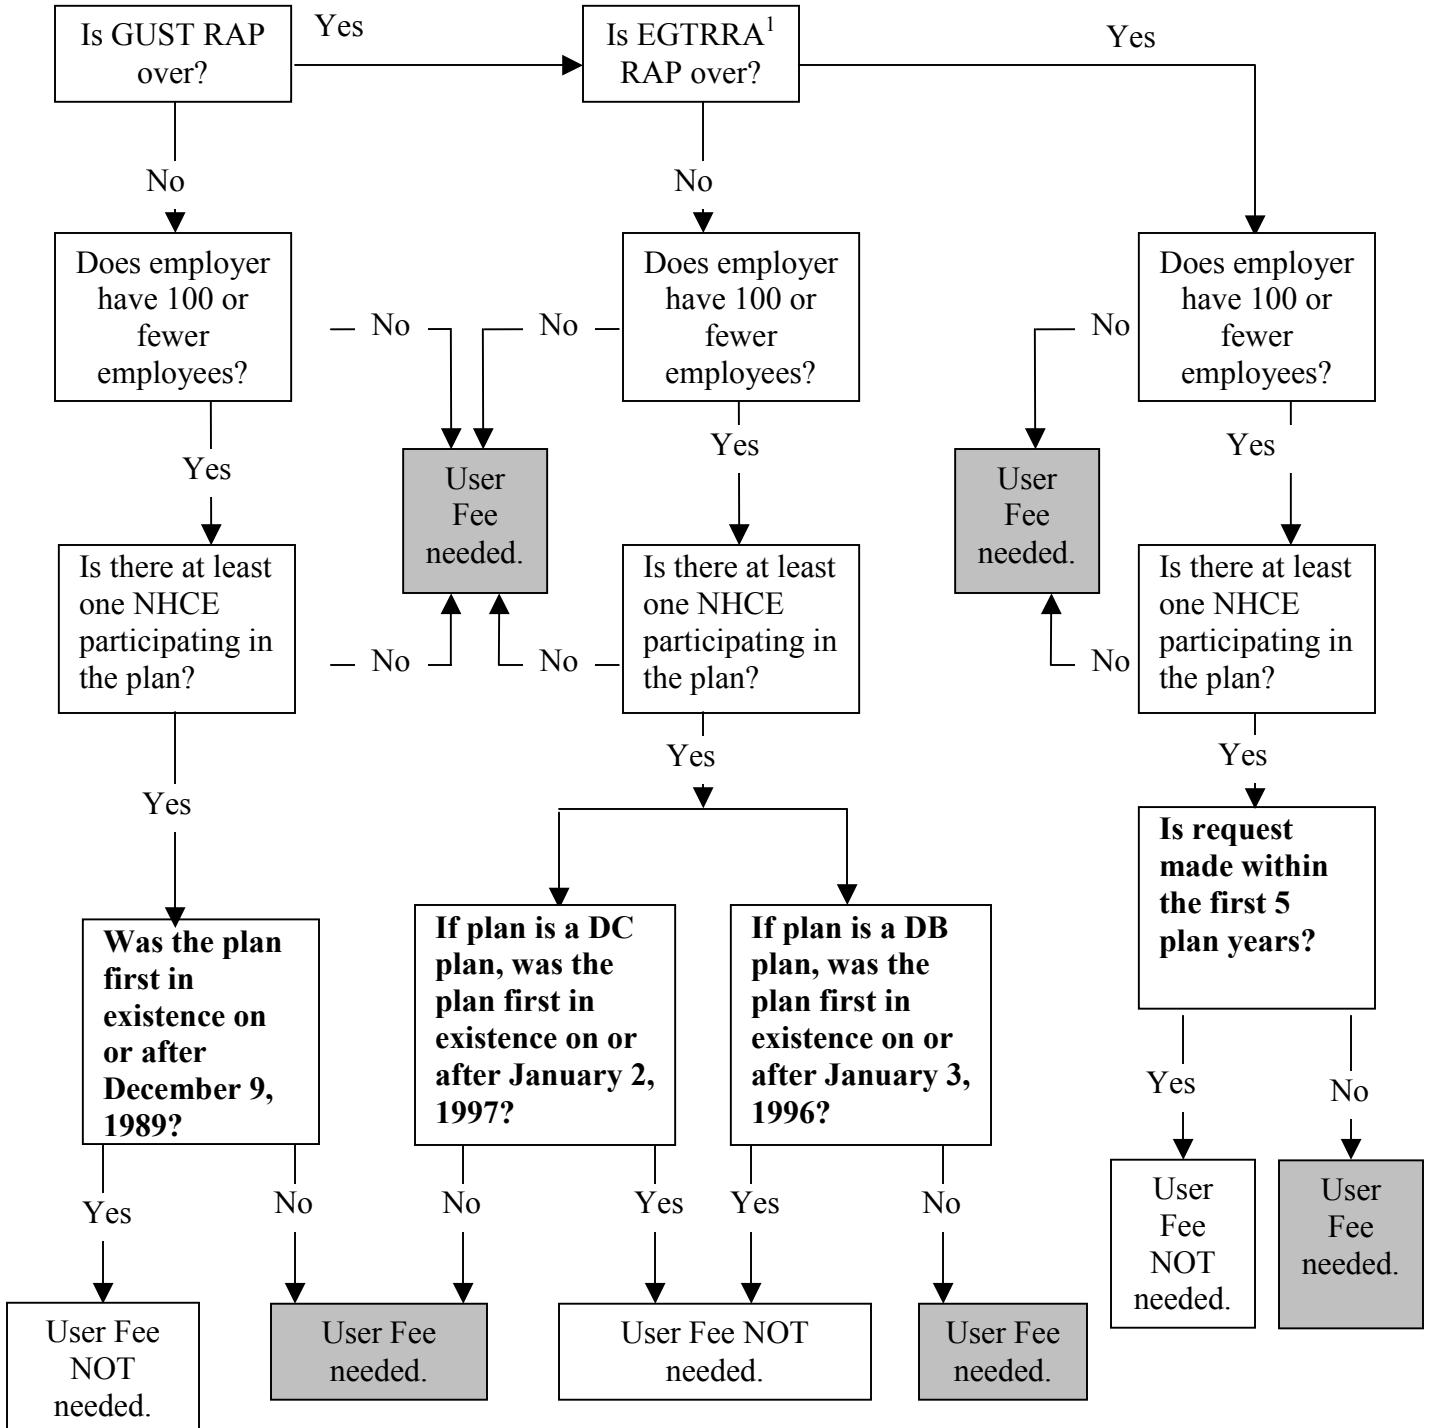 Is GUST RAP
over?
Yes
Is EGTRRA1
RAP over?
Yes
No
No
Does employer
have 100 or
fewer
employees?
No
No
Does employer
have 100 or
fewer
employees?
No
Does employer
have 100 or
fewer
employees?
Yes
User
Fee
needed.
Yes
User
Fee
needed.
Yes
Is there at least
one NHCE
participating in
the plan?
No
No
Is there at least
one NHCE
participating in
the plan?
No
Is there at least
one NHCE
participating in
the plan?
Yes
Yes
Yes
Was the plan
first in
existence on
or after
December 9,
1989?
If plan is a DC
plan, was the
plan first in
existence on or
after January 2,
1997?
If plan is a DB
plan, was the
plan first in
existence on or
after January 3,
1996?
Is request
made within
the first 5
plan years?
Yes
No
No
Yes
Yes
No
Yes
No
User Fee
NOT
needed.
User Fee
needed.
User Fee NOT
needed.
User Fee
needed.
User
Fee
NOT
needed.
User
Fee
needed.